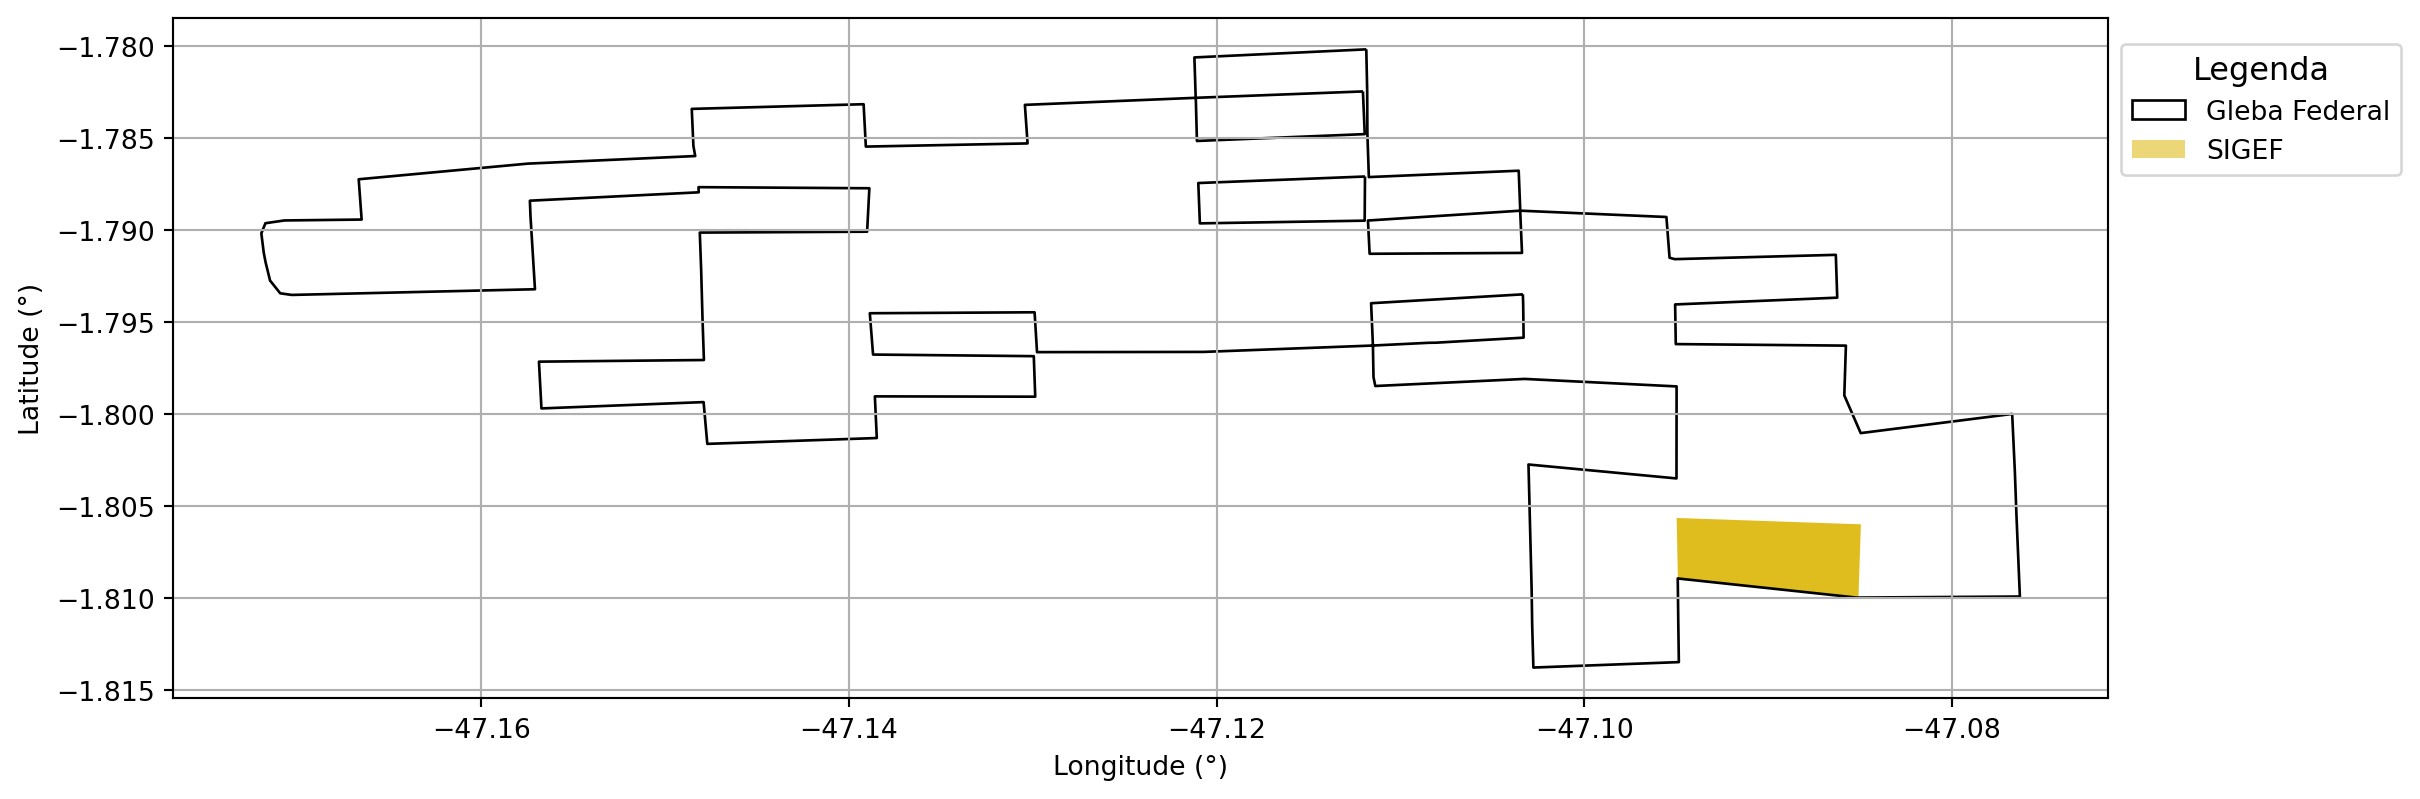 −1.780
−1.785
−1.790
−1.795
−1.800
−1.805
−1.810
−1.815
Latitude (°)
−47.16 −47.14 −47.12 −47.10 −47.08
Longitude (°)
Legenda
Gleba Federal
SIGEF